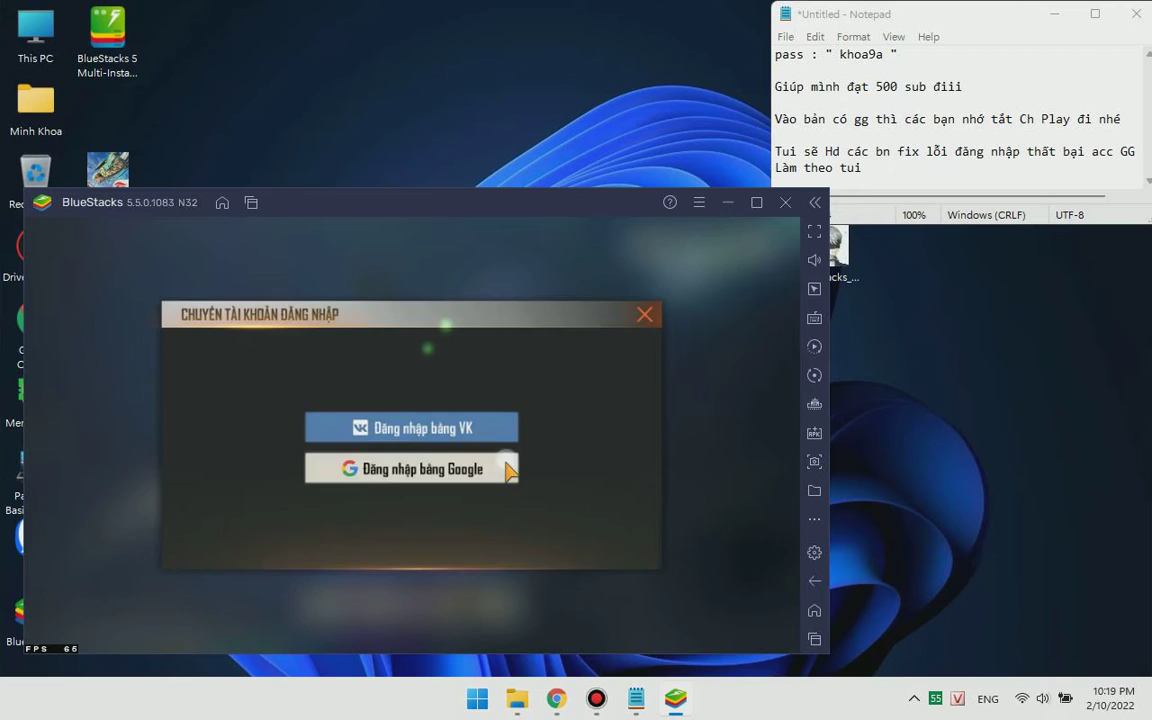 This PC
BlueStacks 5
Multi-Insta...
Minh Khoa
*Untitled - Notepad
File Edit Format View Help
pass : " khoa9a "
Giúp mình đạt 500 sub điii
Vào bản có gg thì các bạn nhớ tắt Ch Play đi nhé
Tui sẽ Hd các bn fix lỗi đăng nhập thất bại acc GG
Làm theo tui
100% Windows (CRLF) UTF-8
BlueStacks 5.5.0.1083 N32
CHUYỂN TÀI KHOẢN ĐĂNG NHẬP
Đăng nhập bằng VK
Đăng nhập bằng Google
FPS 66
ENG
10:19 PM
2/10/2022